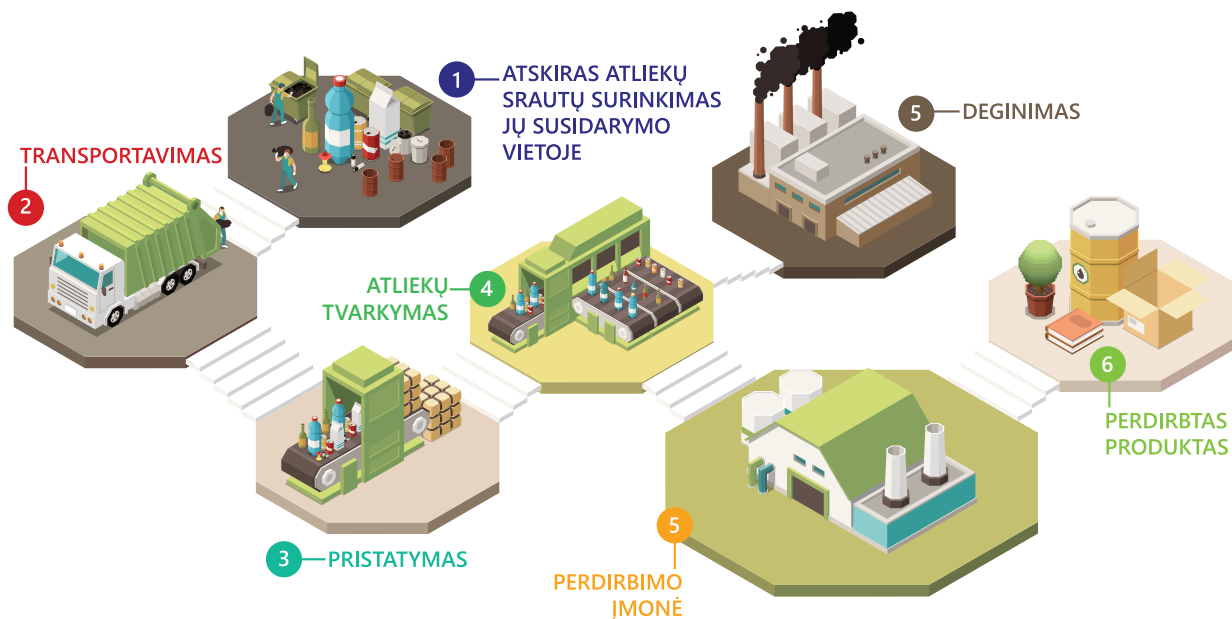 1
ATSKIRAS ATLIEKŲ
SRAUTŲ SURINKIMAS
JŲ SUSIDARYMO
VIETOJE
TRANSPORTAVIMAS
2
3
PRISTATYMAS
ATLIEKŲ
TVARKYMAS
4
5
DEGINIMAS
5
PERDIRBIMO
ĮMONĖ
6
PERDIRBTAS
PRODUKTAS